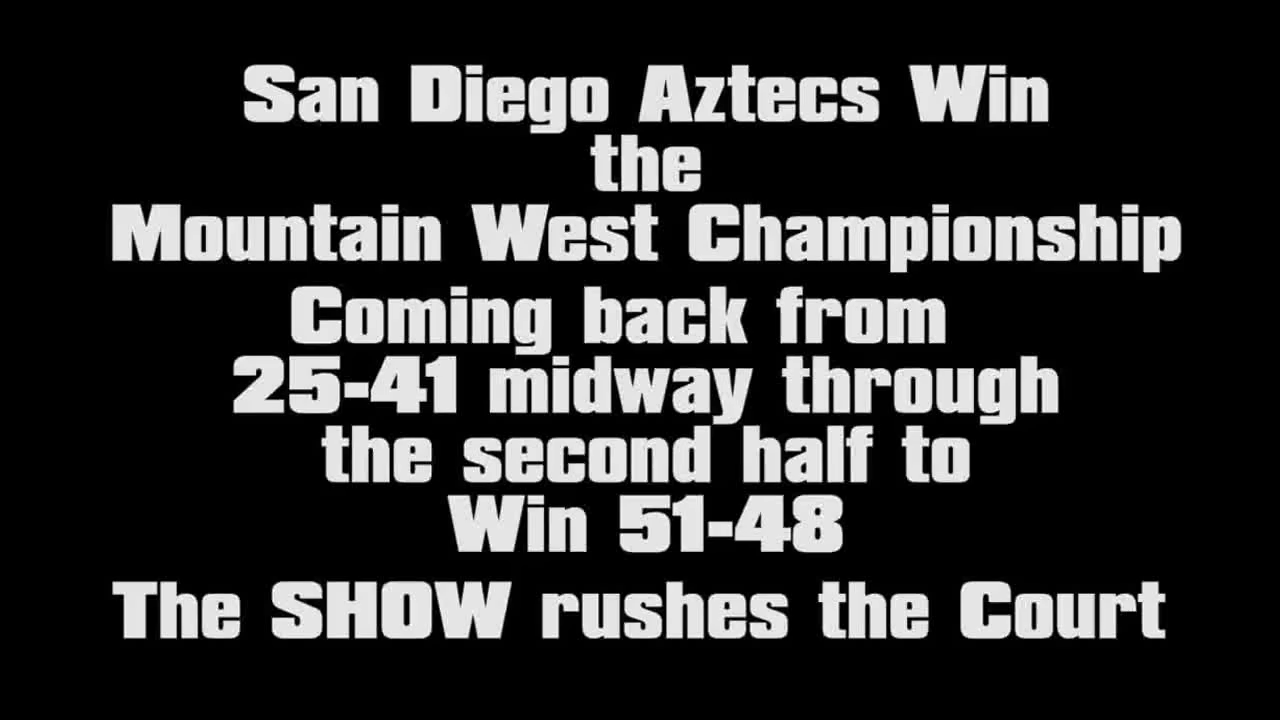 San Diego Aztecs Win
the
Mountain West Championship
Coming back from
25-41 midway through
the second half to
Win 51-48
The SHOW rushes the Court